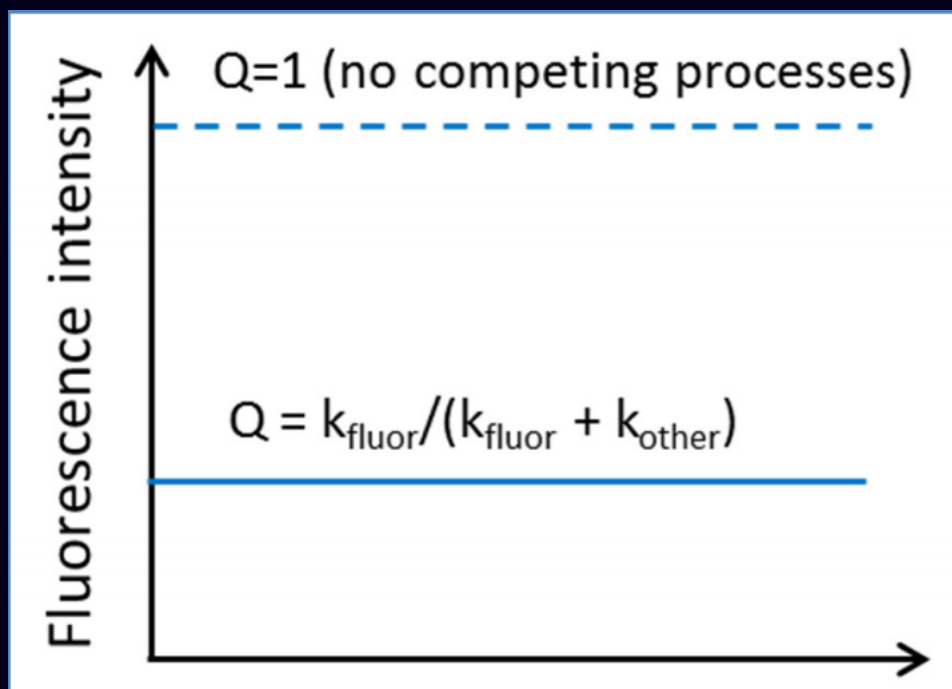 Fluorescence intensity
Q=1 (no competing processes)
Q = kfluor/(kfluor + kother)